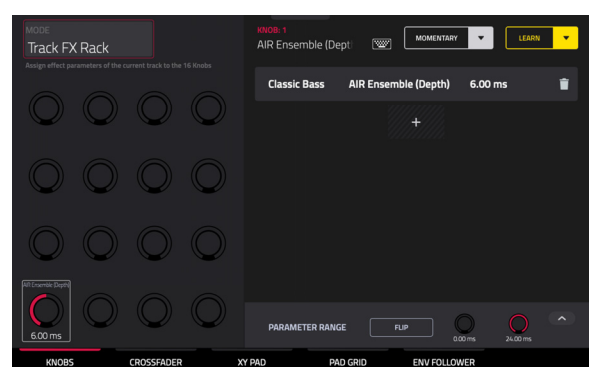 MODE
Track FX Rack
Assign effect parameters of the current track to the 16 Knobs
KNOB: 1
AIR Ensemble (Dept
MOMENTARY
LEARN
Classic Bass AIR Ensemble (Depth) 6.00 ms
+
AIR Ensemble (Depth)
6.00 ms
PARAMETER RANGE
FLIP
0.00 ms
24.00 ms
KNOBS CROSSFADER XY PAD PAD GRID ENV FOLLOWER